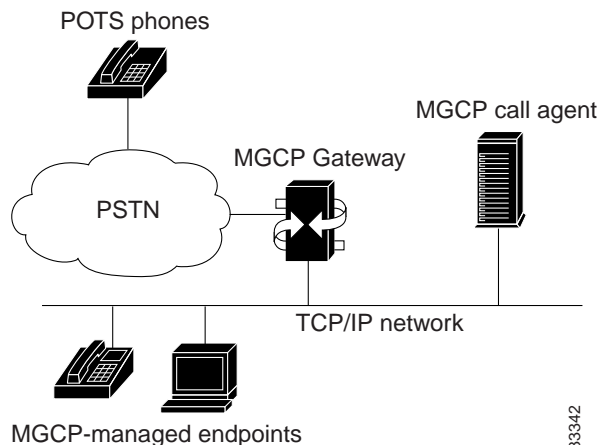 POTS phones
MGCP call agent
MGCP Gateway
PSTN
TCP/IP network
MGCP-managed endpoints